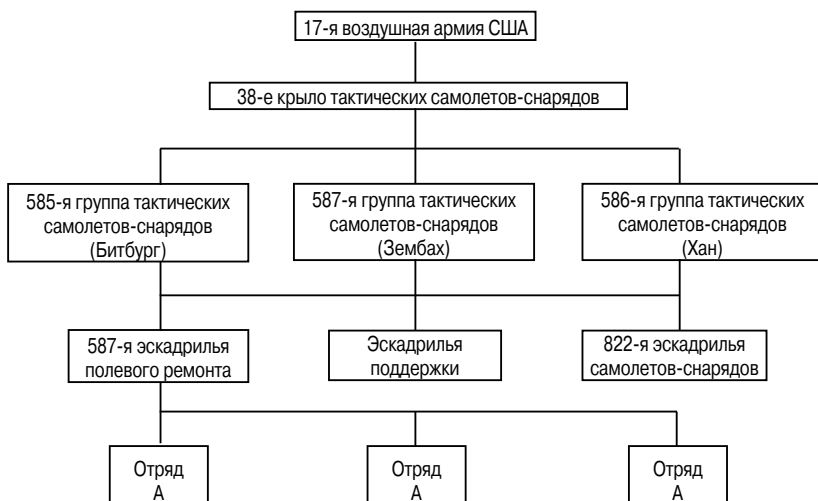 17-я воздушная армия США
38-е крыло тактических самолетов-снарядов
585-я группа тактических
самолетов-снарядов
(Битбург)
587-я группа тактических
самолетов-снарядов
(Зембах)
586-я группа тактических
самолетов-снарядов
(Хан)
587-я эскадрилья
полевого ремонта
Эскадрилья
поддержки
822-я эскадрилья
самолетов-снарядов
Отряд
А
Отряд
А
Отряд
А